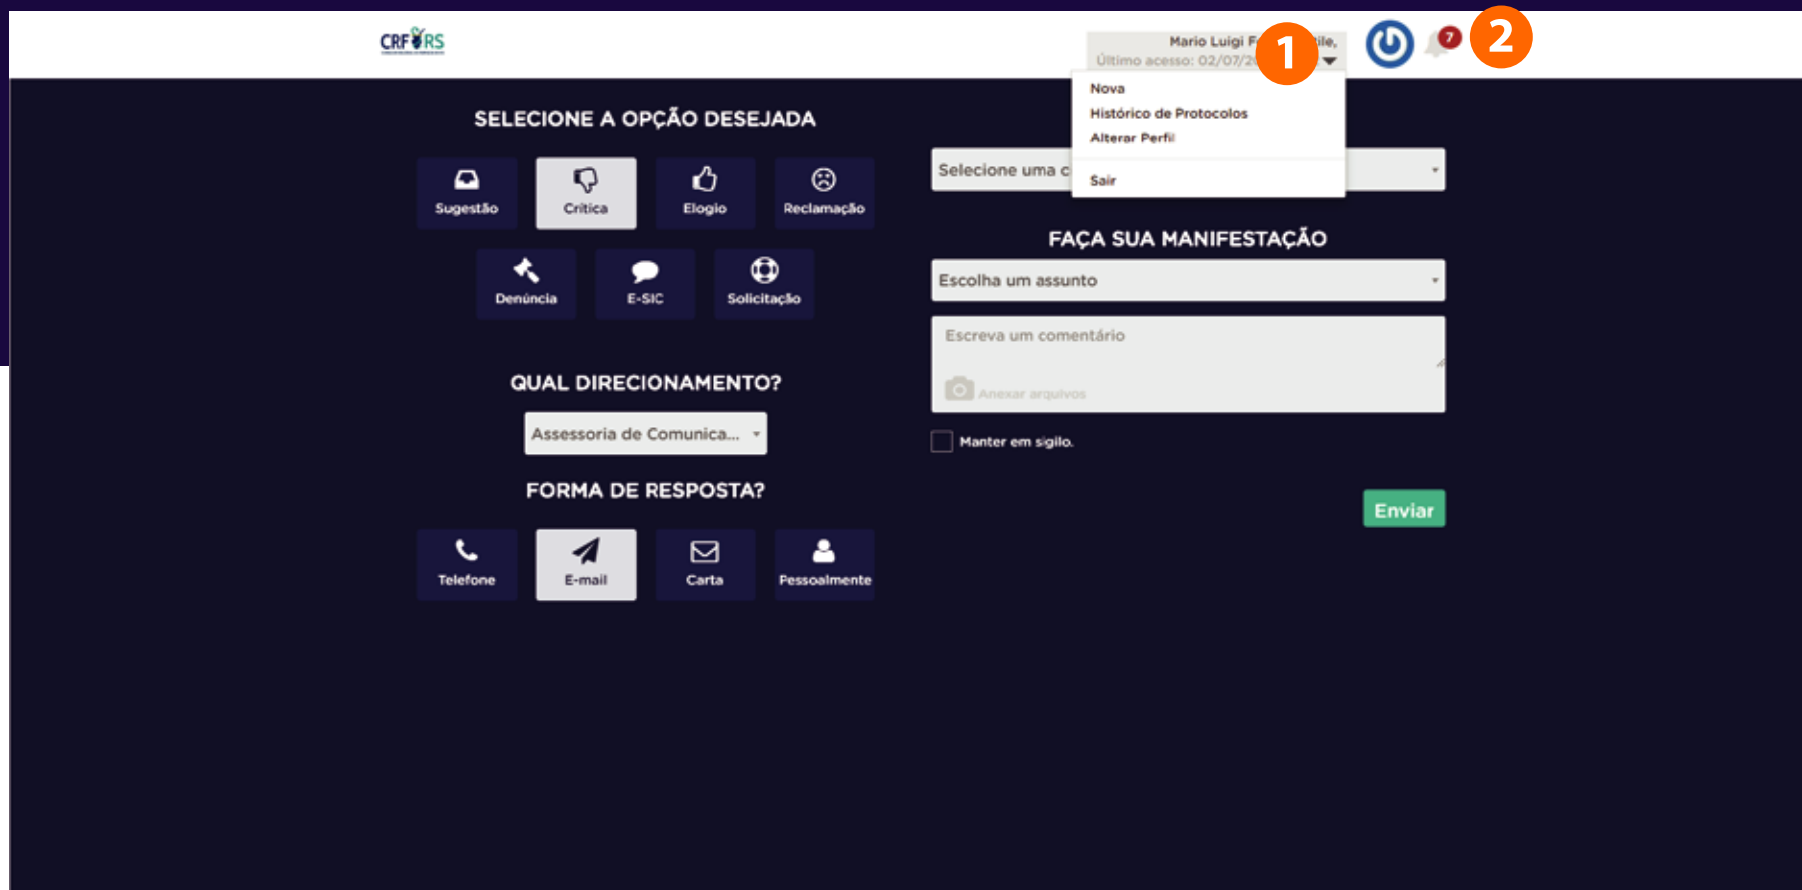 CRF RS
Mario Luigi
Último acesso: 02/07/
1
7
2
Nova
Histórico de Protocolos
Alterar Perfil
Sair
SELECIONE A OPÇÃO DESEJADA
Sugestão
Crítica
Elogio
Reclamação
Denúncia
E-SIC
Solicitação
QUAL DIRECIONAMENTO?
Assessoria de Comunica...
FORMA DE RESPOSTA?
Telefone
E-mail
Carta
Pessoalmente
Selecione uma c
FAÇA SUA MANIFESTAÇÃO
Escolha um assunto
Escreva um comentário
Anexar arquivos
Manter em sigilo.
Enviar